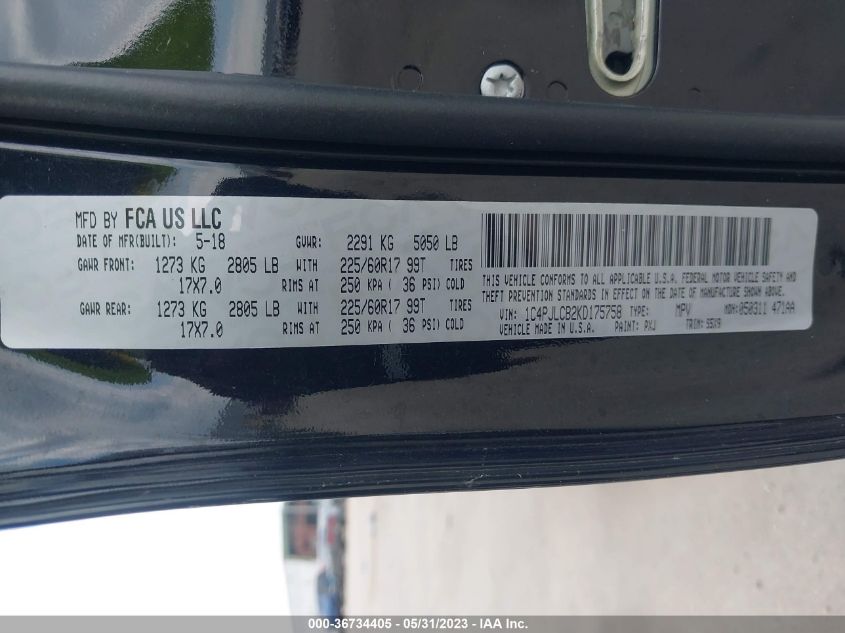 MFD BY FCA US LLC
DATE OF MFR(BUILT): 5-18 GVWR: 2291 KG 5050 LB
GAWR FRONT: 1273 KG 2805 LB WITH 225/60R17 99T TIRES
17X7.0 RIMS AT 250 KPA ( 36 PSI) COLD
GAWR REAR: 1273 KG 2805 LB WITH 225/60R17 99T TIRES
17X7.0 RIMS AT 250 KPA ( 36 PSI) COLD
THIS VEHICLE CONFORMS TO ALL APPLICABLE U.S.A. FEDERAL MOTOR VEHICLE SAFETY AND
THEFT PREVENTION STANDARDS IN EFFECT ON THE DATE OF MANUFACTURE SHOWN ABOVE.
VIN: 1C4PJLCB2KD175758 TYPE: MPV MDH: 050311 471AA
VEHICLE MADE IN U.S.A. PAINT: PXJ TRIM: S5X9
000-36734405 - 05/31/2023 - IAA Inc.